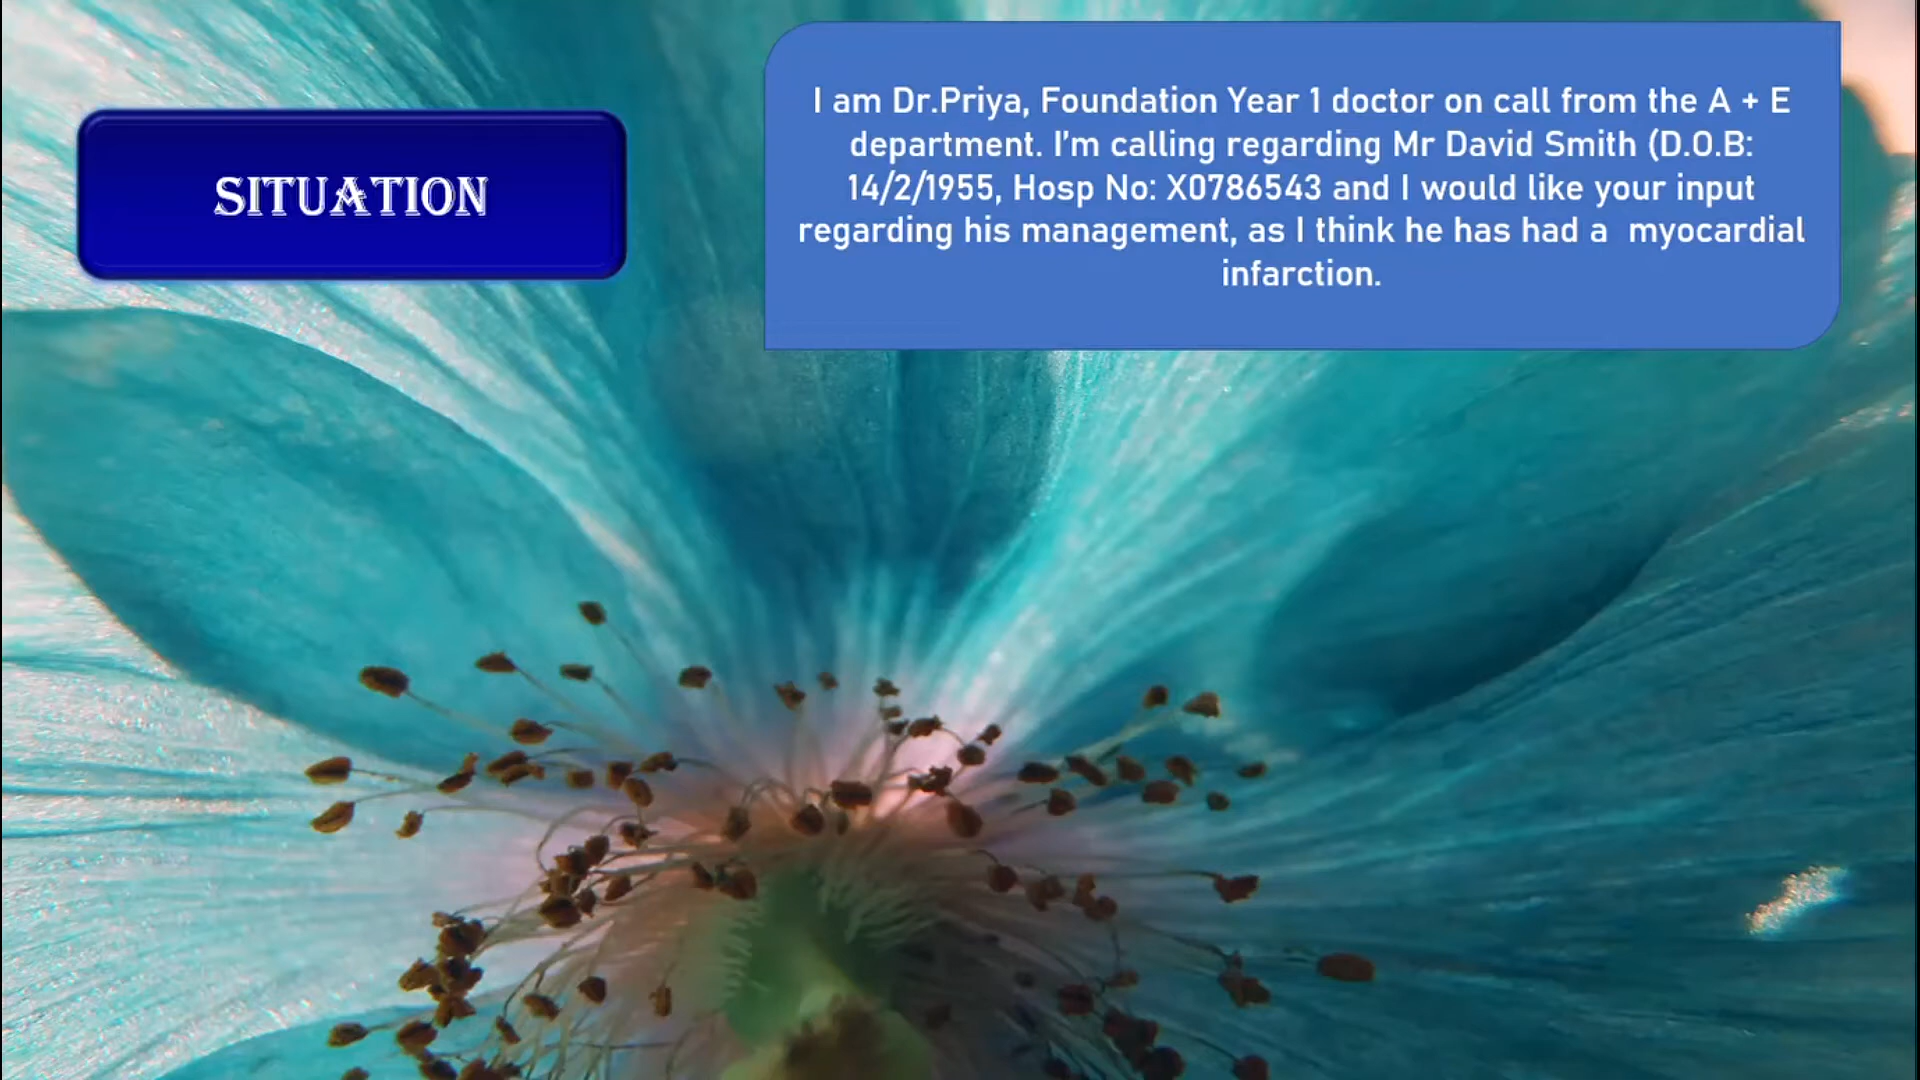 SITUATION
I am Dr.Priya, Foundation Year 1 doctor on call from the A + E
department. I'm calling regarding Mr David Smith (D.O.B:
14/2/1955, Hosp No: X0786543 and I would like your input
regarding his management, as I think he has had a  myocardial
infarction.